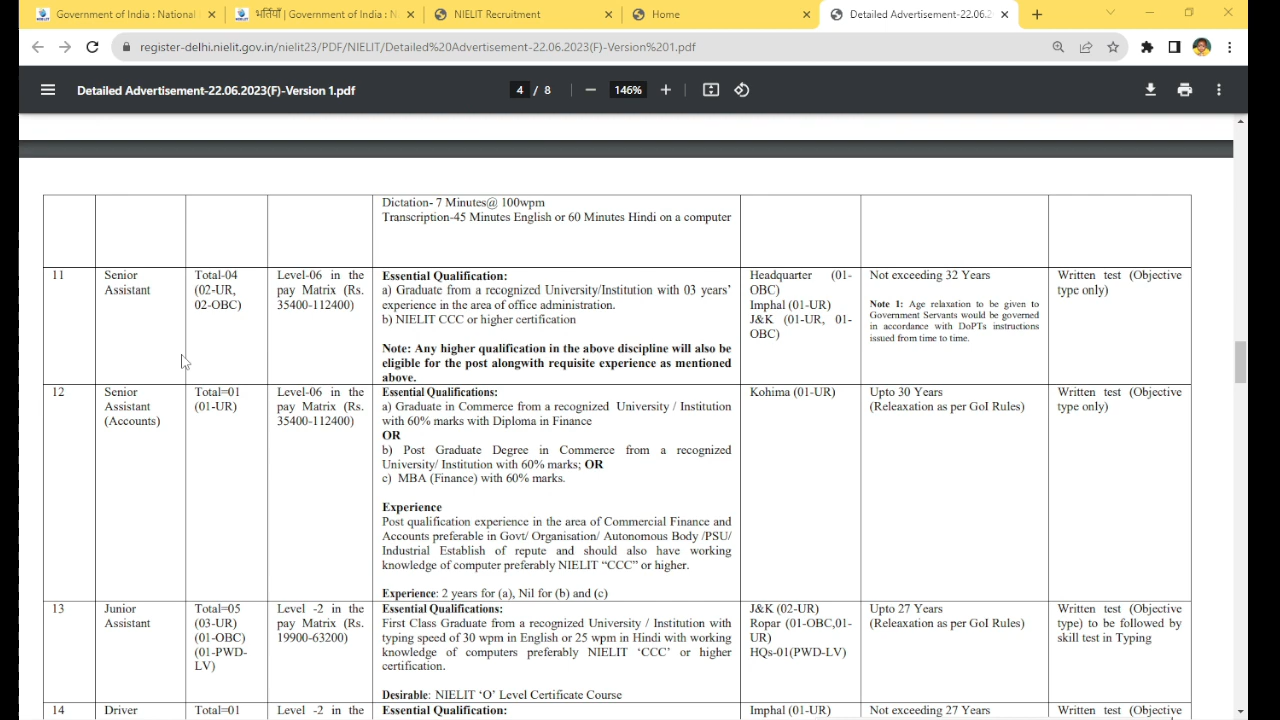 Government of India : National
भर्तियाँ | Government of India : N
NIELIT Recruitment
Home
Detailed Advertisement-22.06.2
register-delhi.nielit.gov.in/nielit23/PDF/NIELIT/Detailed%20Advertisement-22.06.2023(F)-Version%201.pdf
Detailed Advertisement-22.06.2023(F)-Version 1.pdf
4 / 8
146%
Dictation- 7 Minutes@ 100wpm
Transcription-45 Minutes English or 60 Minutes Hindi on a computer
11
Senior
Assistant
Total-04
(02-UR,
02-OBC)
Level-06 in the
pay Matrix (Rs.
35400-112400)
Essential Qualification:
a) Graduate from a recognized University/Institution with 03 years'
experience in the area of office administration.
b) NIELIT CCC or higher certification
Note: Any higher qualification in the above discipline will also be
eligible for the post alongwith requisite experience as mentioned
above.
Headquarter (01-
OBC)
Imphal (01-UR)
J&K (01-UR, 01-
OBC)
Not exceeding 32 Years
Note 1: Age relaxation to be given to
Government Servants would be governed
in accordance with DoPTs instructions
issued from time to time.
Written test (Objective
type only)
12
Senior
Assistant
(Accounts)
Total=01
(01-UR)
Level-06 in the
pay Matrix (Rs.
35400-112400)
Essential Qualifications:
a) Graduate in Commerce from a recognized University / Institution
with 60% marks with Diploma in Finance
OR
b) Post Graduate Degree in Commerce from a recognized
University/ Institution with 60% marks; OR
c) MBA (Finance) with 60% marks.
Experience
Post qualification experience in the area of Commercial Finance and
Accounts preferable in Govt/ Organisation/ Autonomous Body /PSU/
Industrial Establish of repute and should also have working
knowledge of computer preferably NIELIT “CCC” or higher.
Experience: 2 years for (a), Nil for (b) and (c)
Kohima (01-UR)
Upto 30 Years
(Releaxation as per GoI Rules)
Written test (Objective
type only)
13
Junior
Assistant
Total=05
(03-UR)
(01-OBC)
(01-PWD-
LV)
Level -2 in the
pay Matrix (Rs.
19900-63200)
Essential Qualifications:
First Class Graduate from a recognized University / Institution with
typing speed of 30 wpm in English or 25 wpm in Hindi with working
knowledge of computers preferably NIELIT ‘CCC’ or higher
certification.
Desirable: NIELIT ‘O’ Level Certificate Course
J&K (02-UR)
Ropar (01-OBC,01-
UR)
HQs-01(PWD-LV)
Upto 27 Years
(Releaxation as per GoI Rules)
Written test (Objective
type) to be followed by
skill test in Typing
14
Driver
Total=01
Level -2 in the
Essential Qualification:
Imphal (01-UR)
Not exceeding 27 Years
Written test (Objective